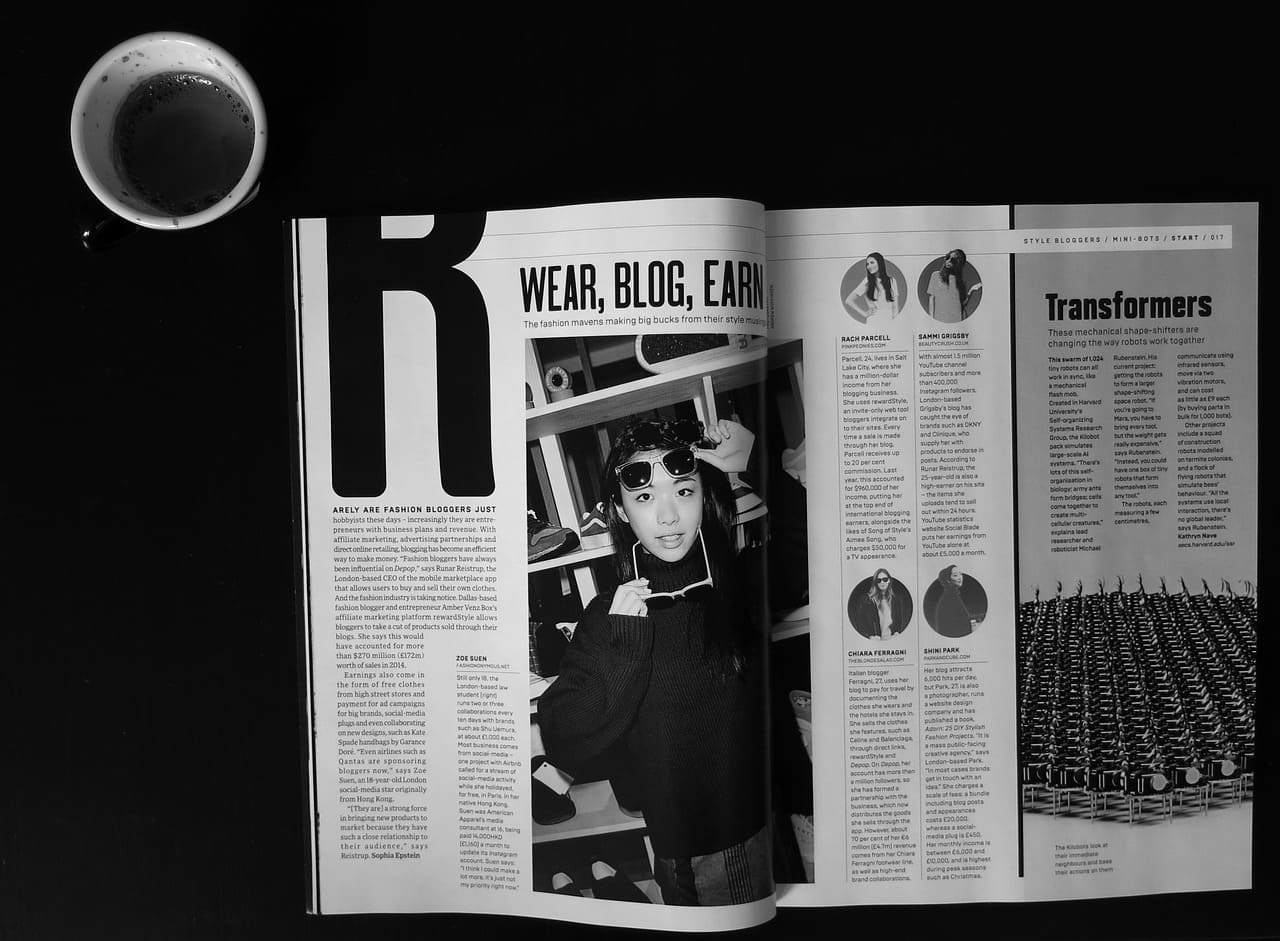 R
WEAR, BLOG, EARN
The fashion mavens making big bucks from their style musings
ARELY ARE FASHION BLOGGERS JUST
hobbyists these days – increasingly they are entre-
preneurs with business plans and revenue. With
affiliate marketing, advertising partnerships and
direct online retailing, blogging has become an efficient
way to make money. "Fashion bloggers have always
been influential on Depop," says Runar Reistrup, the
London-based CEO of the mobile marketplace app
that allows users to buy and sell their own clothes.
And the fashion industry is taking notice. Dallas-based
fashion blogger and entrepreneur Amber Venz Box's
affiliate marketing platform rewardStyle allows
bloggers to take a cut of products sold through their
blogs. She says this would
have accounted for more
than $270 million (£172m)
worth of sales in 2014.
Earnings also come in
the form of free clothes
from high street stores and
payment for ad campaigns
for big brands, social-media
plugs and even collaborating
on new designs, such as Kate
Spade handbags by Garance
Doré. "Even airlines such as
Qantas are sponsoring
bloggers now," says Zoe
Suen, an 18-year-old London
social-media star originally
from Hong Kong.
"[They are] a strong force
in bringing new products to
market because they have
such a close relationship to
their audience," says
Reistrup. Sophia Epstein
ZOE SUEN
FASHIONONYMOUS.NET
Still only 18, the
London-based law
student (right)
runs two or three
collaborations every
ten days with brands
such as Shu Uemura,
at about £1,000 each.
Most business comes
from social-media –
one project with Airbnb
called for a stream of
social-media activity
while she holidayed,
for free, in Paris. In her
native Hong Kong,
Suen was American
Apparel's media
consultant at 16, being
paid 14,000HKD
(£1,160) a month to
update its Instagram
account. Suen says:
"I think I could make a
lot more. It's just not
my priority right now."
RACH PARCELL
PINKPEONIES.COM
Parcell, 24, lives in Salt
Lake City, where she
has a million-dollar
income from her
blogging business.
She uses rewardStyle,
an invite-only web tool
bloggers integrate on
to their sites. Every
time a sale is made
through her blog,
Parcell receives up
to 20 per cent
commission. Last
year, this accounted
for $960,000 of her
income, putting her
at the top end of
international blogging
earners, alongside the
likes of Song of Style's
Aimee Song, who
charges $50,000 for
a TV appearance.
SAMMI GRIGSBY
BEAUTYCRUSH.CO.UK
With almost 1.5 million
YouTube channel
subscribers and more
than 400,000
Instagram followers,
London-based
Grigsby's blog has
caught the eye of
brands such as DKNY
and Clinique, who
supply her with
products to endorse in
posts. According to
Runar Reistrup, the
25-year-old is also a
high-earner on his site
– the items she
uploads tend to sell
out within 24 hours.
YouTube statistics
website Social Blade
puts her earnings from
YouTube alone at
about £5,000 a month.
CHIARA FERRAGNI
THEBLONDESALAD.COM
Italian blogger
Ferragni, 27, uses her
blog to pay for travel by
documenting the
clothes she wears and
the hotels she stays in.
She sells the clothes
she features, such as
Céline and Balenciaga,
through direct links,
rewardStyle and
Depop. On Depop, her
account has more than
a million followers, so
she has formed a
partnership with the
business, which now
distributes the goods
she sells through the
app. However, about
70 per cent of her €6
million (£4.7m) revenue
comes from her Chiara
Ferragni footwear line,
as well as high-end
brand collaborations.
SHINI PARK
PARKANDCUBE.COM
Her blog attracts
6,000 hits per day,
but Park, 27, is also
a photographer, runs
a website design
company and has
published a book,
Adorn: 25 DIY Stylish
Fashion Projects. "It is
a mass public-facing
creative agency," says
London-based Park.
"In most cases brands
get in touch with an
idea." She charges a
scale of fees: a bundle
including blog posts
and appearances
costs £20,000,
whereas a social-
media plug is £450.
Her monthly income is
between £6,000 and
£10,000, and is highest
during peak seasons
such as Christmas.
STYLE BLOGGERS / MINI-BOTS / START / 017
Transformers
These mechanical shape-shifters are
changing the way robots work together
This swarm of 1,024
tiny robots can all
work in sync, like
a mechanical
flash mob.
Created in Harvard
University's
Self-organizing
Systems Research
Group, the Kilobot
pack simulates
large-scale AI
systems. "There's
lots of this self-
organisation in
biology: army ants
form bridges; cells
come together to
create multi-
cellular creatures,"
explains lead
researcher and
roboticist Michael
Rubenstein. His
current project:
getting the robots
to form a larger
shape-shifting
space robot. "If
you're going to
Mars, you have to
bring every tool,
but the weight gets
really expensive,"
says Rubenstein.
"Instead, you could
have one box of tiny
robots that form
themselves into
any tool."
The robots, each
measuring a few
centimetres,
communicate using
infrared sensors,
move via two
vibration motors,
and can cost
as little as £9 each
(by buying parts in
bulk for 1,000 bots).
Other projects
include a squad
of construction
robots modelled
on termite colonies,
and a flock of
flying robots that
simulate bees'
behaviour. "All the
systems use local
interaction, there's
no global leader,"
says Rubenstein.
Kathryn Nave
eecs.harvard.edu/ssr
The Kilobots look at
their immediate
neighbours and base
their actions on them